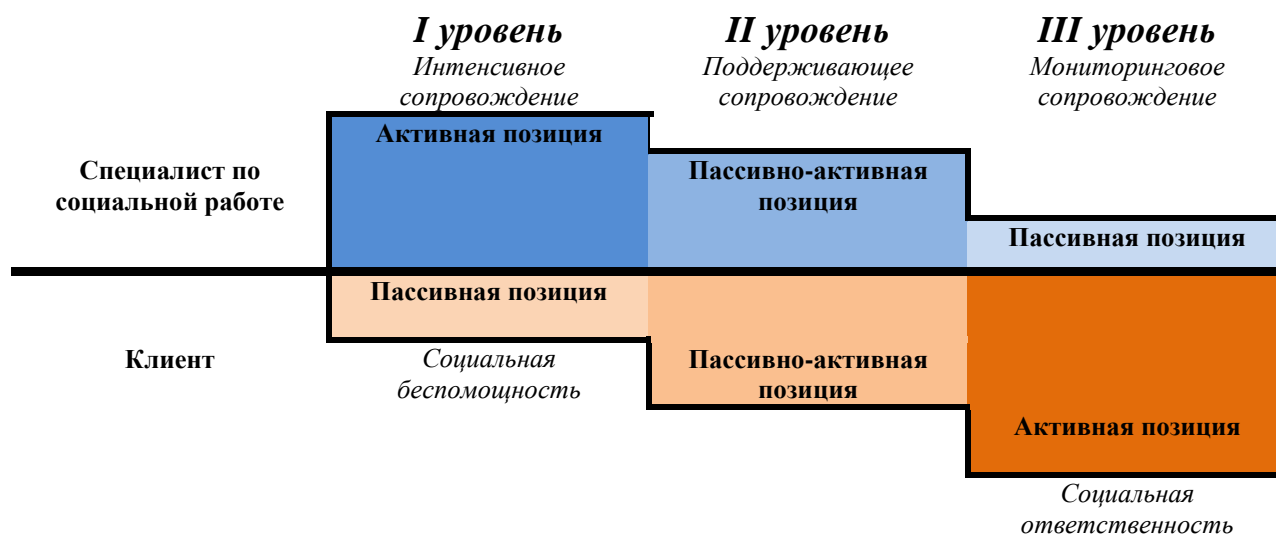 I уровень
Интенсивное
сопровождение
II уровень
Поддерживающее
сопровождение
III уровень
Мониторинговое
сопровождение
Специалист по
социальной работе
Активная позиция
Пассивно-активная
позиция
Пассивная позиция
Клиент
Пассивная позиция
Социальная
беспомощность
Пассивно-активная
позиция
Активная позиция
Социальная
ответственность